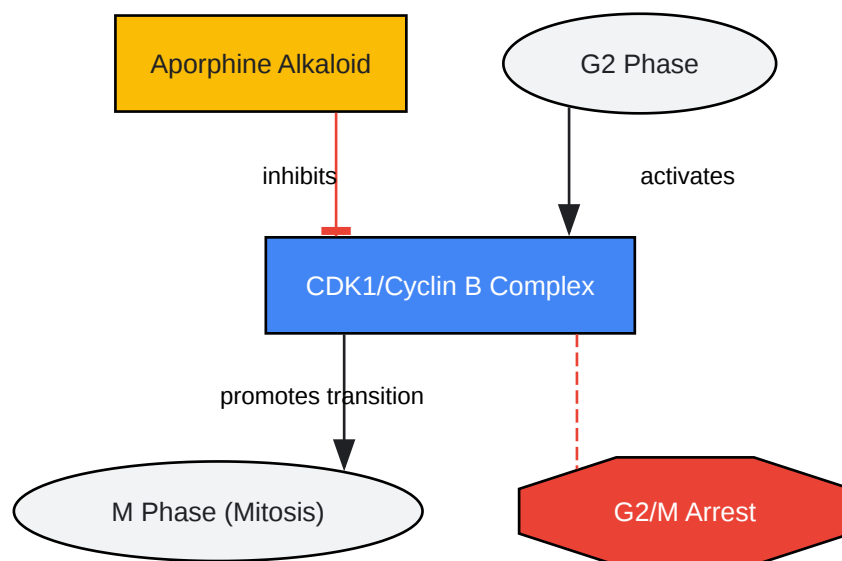 Aporphine Alkaloid
G2 Phase
inhibits
activates
CDK1/Cyclin B Complex
promotes transition
M Phase (Mitosis)
G2/M Arrest